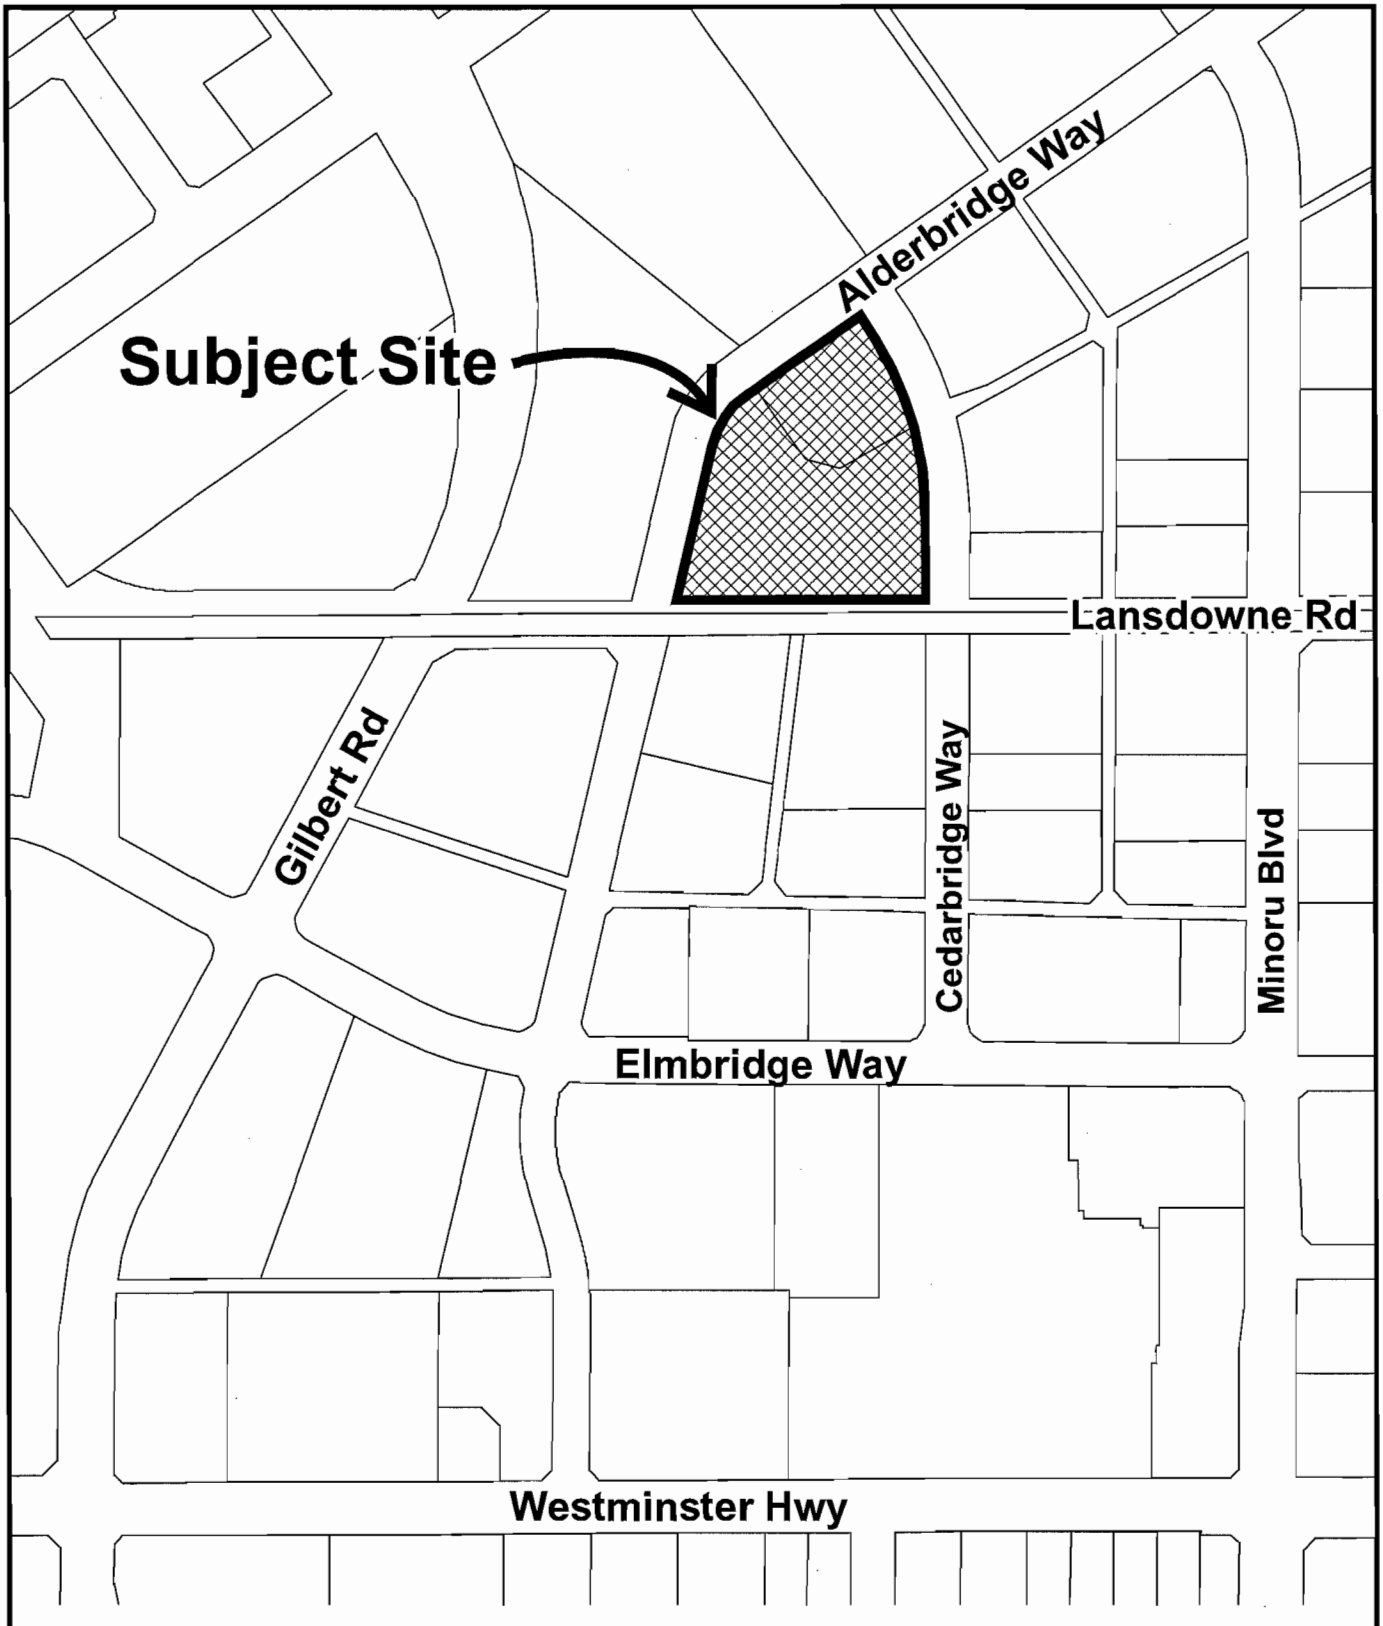 Alderbridge Way
Subject Site
Lansdowne Rd
Gilbert Rd
Cedarbridge Way
Minoru Blvd
Elmbridge Way
Westminster Hwy